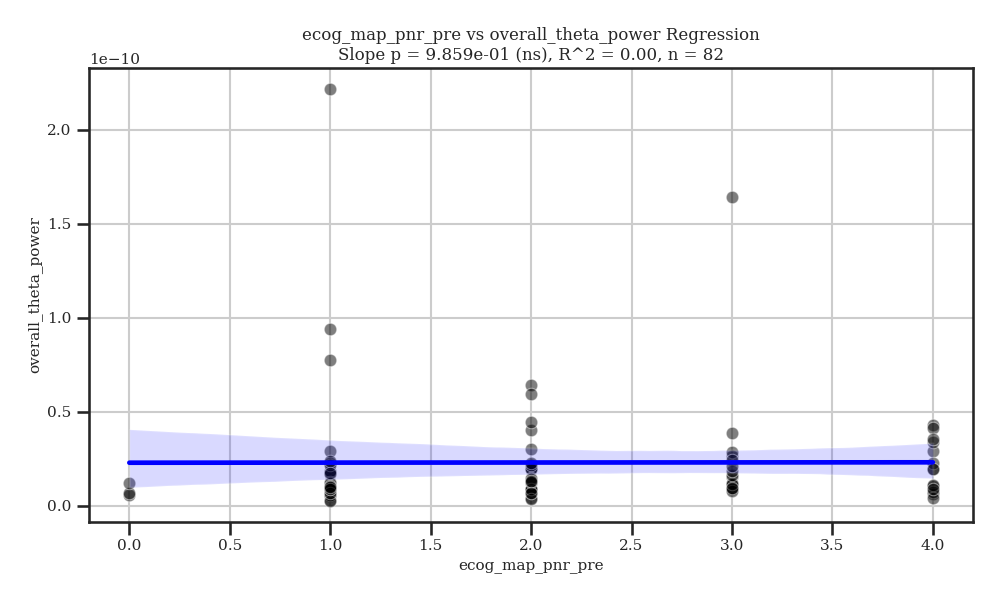 ecog_map_pnr_pre vs overall_theta_power Regression
Slope p = 9.859e-01 (ns), R^2 = 0.00, n = 82
1e−10
2.0
1.5
1.0
0.5
0.0
overall_theta_power
0.0 0.5 1.0 1.5 2.0 2.5 3.0 3.5 4.0
ecog_map_pnr_pre